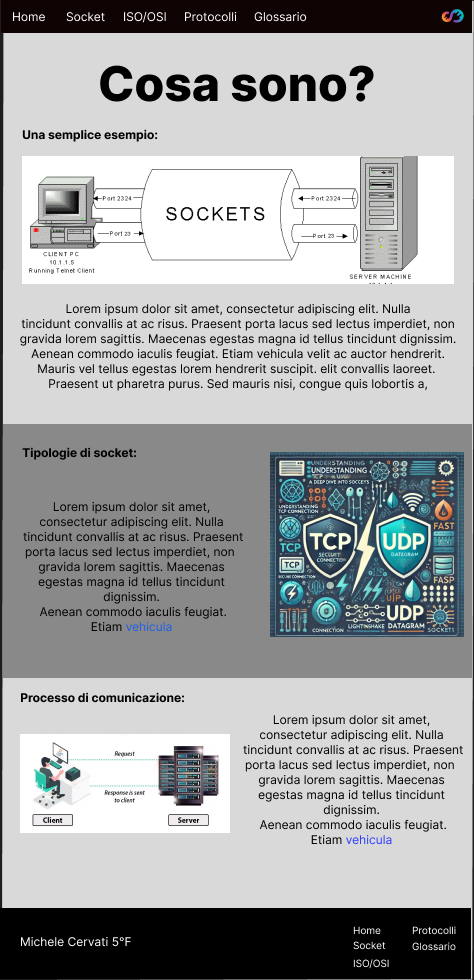 Home Socket ISO/OSI Protocolli Glossario
Cosa sono?
Una semplice esempio:
Port 2324
Port 23
SOCKETS
Port 2324
Port 23
CLIENT PC
10.1.1.5
Running Telnet Client
SERVER MACHINE
Lorem ipsum dolor sit amet, consectetur adipiscing elit. Nulla
tincidunt convallis at ac risus. Praesent porta lacus sed lectus imperdiet, non
gravida lorem sagittis. Maecenas egestas magna id tellus tincidunt dignissim.
Aenean commodo iaculis feugiat. Etiam vehicula velit ac auctor hendrerit.
Mauris vel tellus egestas lorem hendrerit suscipit. elit convallis laoreet.
Praesent ut pharetra purus. Sed mauris nisi, congue quis lobortis a,
Tipologie di socket:
Lorem ipsum dolor sit amet,
consectetur adipiscing elit. Nulla
tincidunt convallis at ac risus. Praesent
porta lacus sed lectus imperdiet, non
gravida lorem sagittis. Maecenas
egestas magna id tellus tincidunt
dignissim.
Aenean commodo iaculis feugiat.
Etiam vehicula
UNDERSTANDING
UNDERSTANDING
TCP UDP
A DEEP DIVE INTO SOCCETS
UNDERSTANDING
TCP CONNECTION
TCP
TCP
TCP
CONNECTION
UDP
DATAGRAM
FAST
FASP
CONNECTION
LIGHTNSHAKE
UDP
DATAGRAM
SOCKETS
Processo di comunicazione:
Request
Response is sent
to client
Client
Server
Lorem ipsum dolor sit amet,
consectetur adipiscing elit. Nulla
tincidunt convallis at ac risus. Praesent
porta lacus sed lectus imperdiet, non
gravida lorem sagittis. Maecenas
egestas magna id tellus tincidunt
dignissim.
Aenean commodo iaculis feugiat.
Etiam vehicula
Michele Cervati 5°F
Home
Socket
ISO/OSI
Protocolli
Glossario